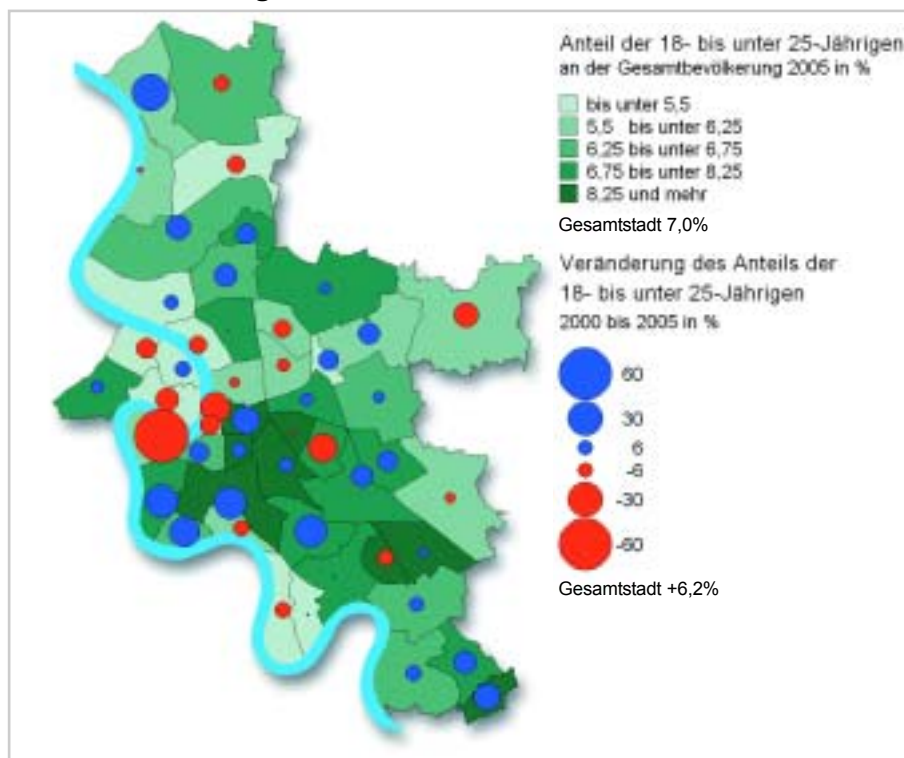 Anteil der 18- bis unter 25-Jährigen
an der Gesamtbevölkerung 2005 in %
bis unter 5,5
5,5 bis unter 6,25
6,25 bis unter 6,75
6,75 bis unter 8,25
8,25 und mehr
Gesamtstadt 7,0%
Veränderung des Anteils der
18- bis unter 25-Jährigen
2000 bis 2005 in %
60
30
6
-6
-30
-60
Gesamtstadt +6,2%